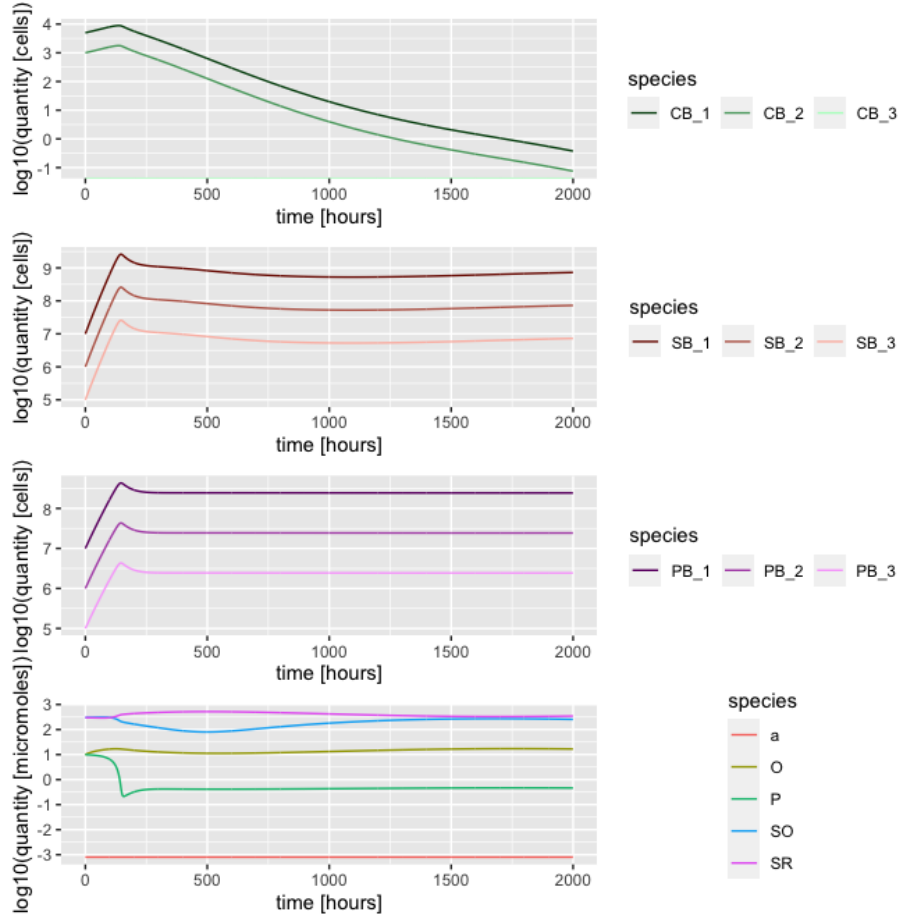 log10(quantity [cells])
4
3
2
1
0
-1
0 500 1000 1500 2000
time [hours]
species
CB_1 CB_2 CB_3
log10(quantity [cells])
9
8
7
6
5
0 500 1000 1500 2000
time [hours]
species
SB_1 SB_2 SB_3
log10(quantity [cells])
8
7
6
5
0 500 1000 1500 2000
time [hours]
species
PB_1 PB_2 PB_3
log10(quantity [micromoles])
3
2
1
0
-1
-2
-3
0 500 1000 1500 2000
time [hours]
species
a
O
P
SO
SR